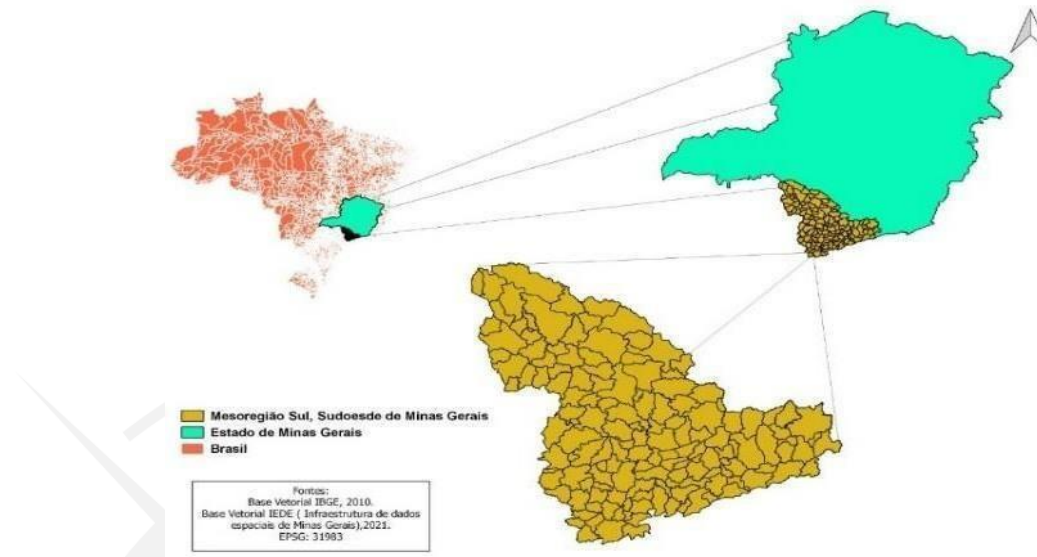 Mesoregião Sul, Sudoesde de Minas Gerais
Estado de Minas Gerais
Brasil
Fontes:
Base Vetorial IBGE, 2010.
Base Vetorial IEDE ( Infraestrutura de dados
espaciais de Minas Gerais),2021.
EPSG: 31983